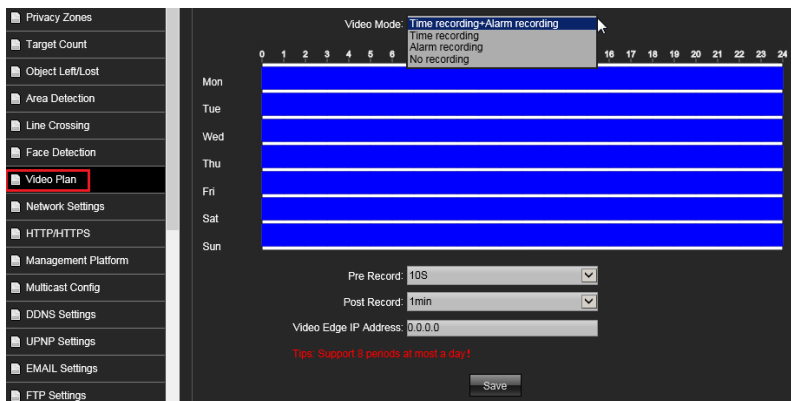 Privacy Zones
Target Count
Object Left/Lost
Area Detection
Line Crossing
Face Detection
Video Plan
Network Settings
HTTP/HTTPS
Management Platform
Multicast Config
DDNS Settings
UPNP Settings
EMAIL Settings
FTP Settings
Video Mode: Time recording+Alarm recording
Time recording
Alarm recording
No recording
0 1 2 3 4 5 6 16 17 18 19 20 21 22 23 24
Mon
Tue
Wed
Thu
Fri
Sat
Sun
Pre Record: 10S
Post Record: 1min
Video Edge IP Address: 0.0.0.0
Tips: Support 8 periods at most a day!
Save